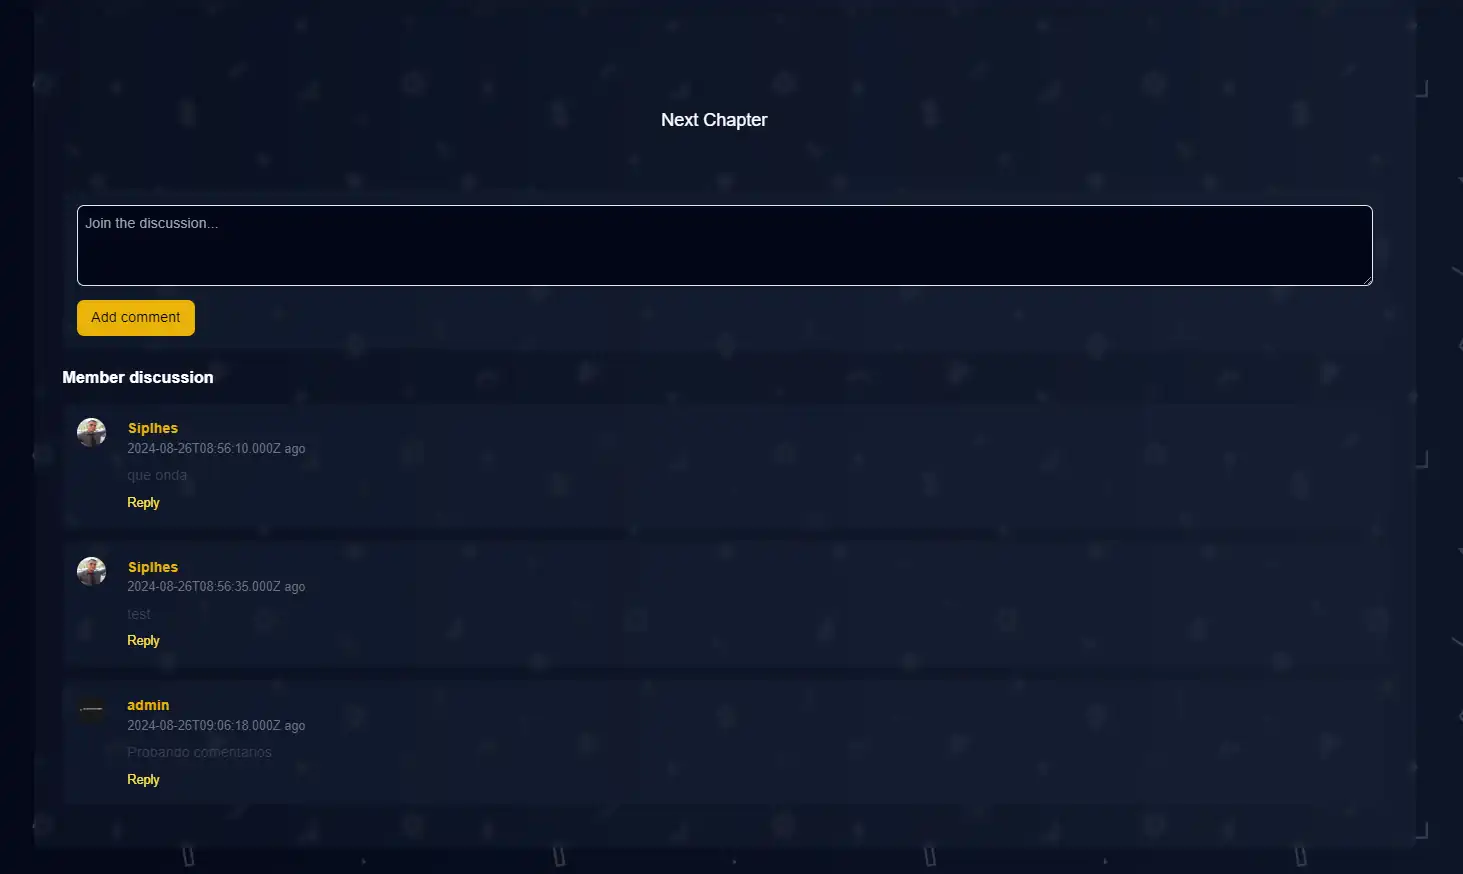 Next Chapter
Join the discussion...
Add comment
Member discussion
Siplhes
2024-08-26T08:56:10.000Z ago
que onda
Reply
Siplhes
2024-08-26T08:56:35.000Z ago
test
Reply
admin
2024-08-26T09:06:18.000Z ago
Probando comentarios
Reply